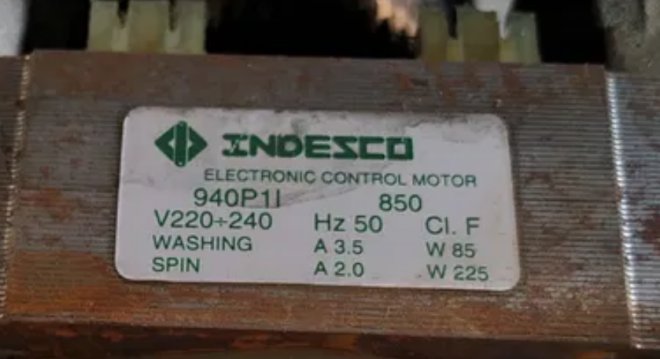 INDESCO
ELECTRONIC CONTROL MOTOR
940P1I 850
V220÷240 Hz 50 Cl. F
WASHING A 3.5 W 85
SPIN A 2.0 W 225